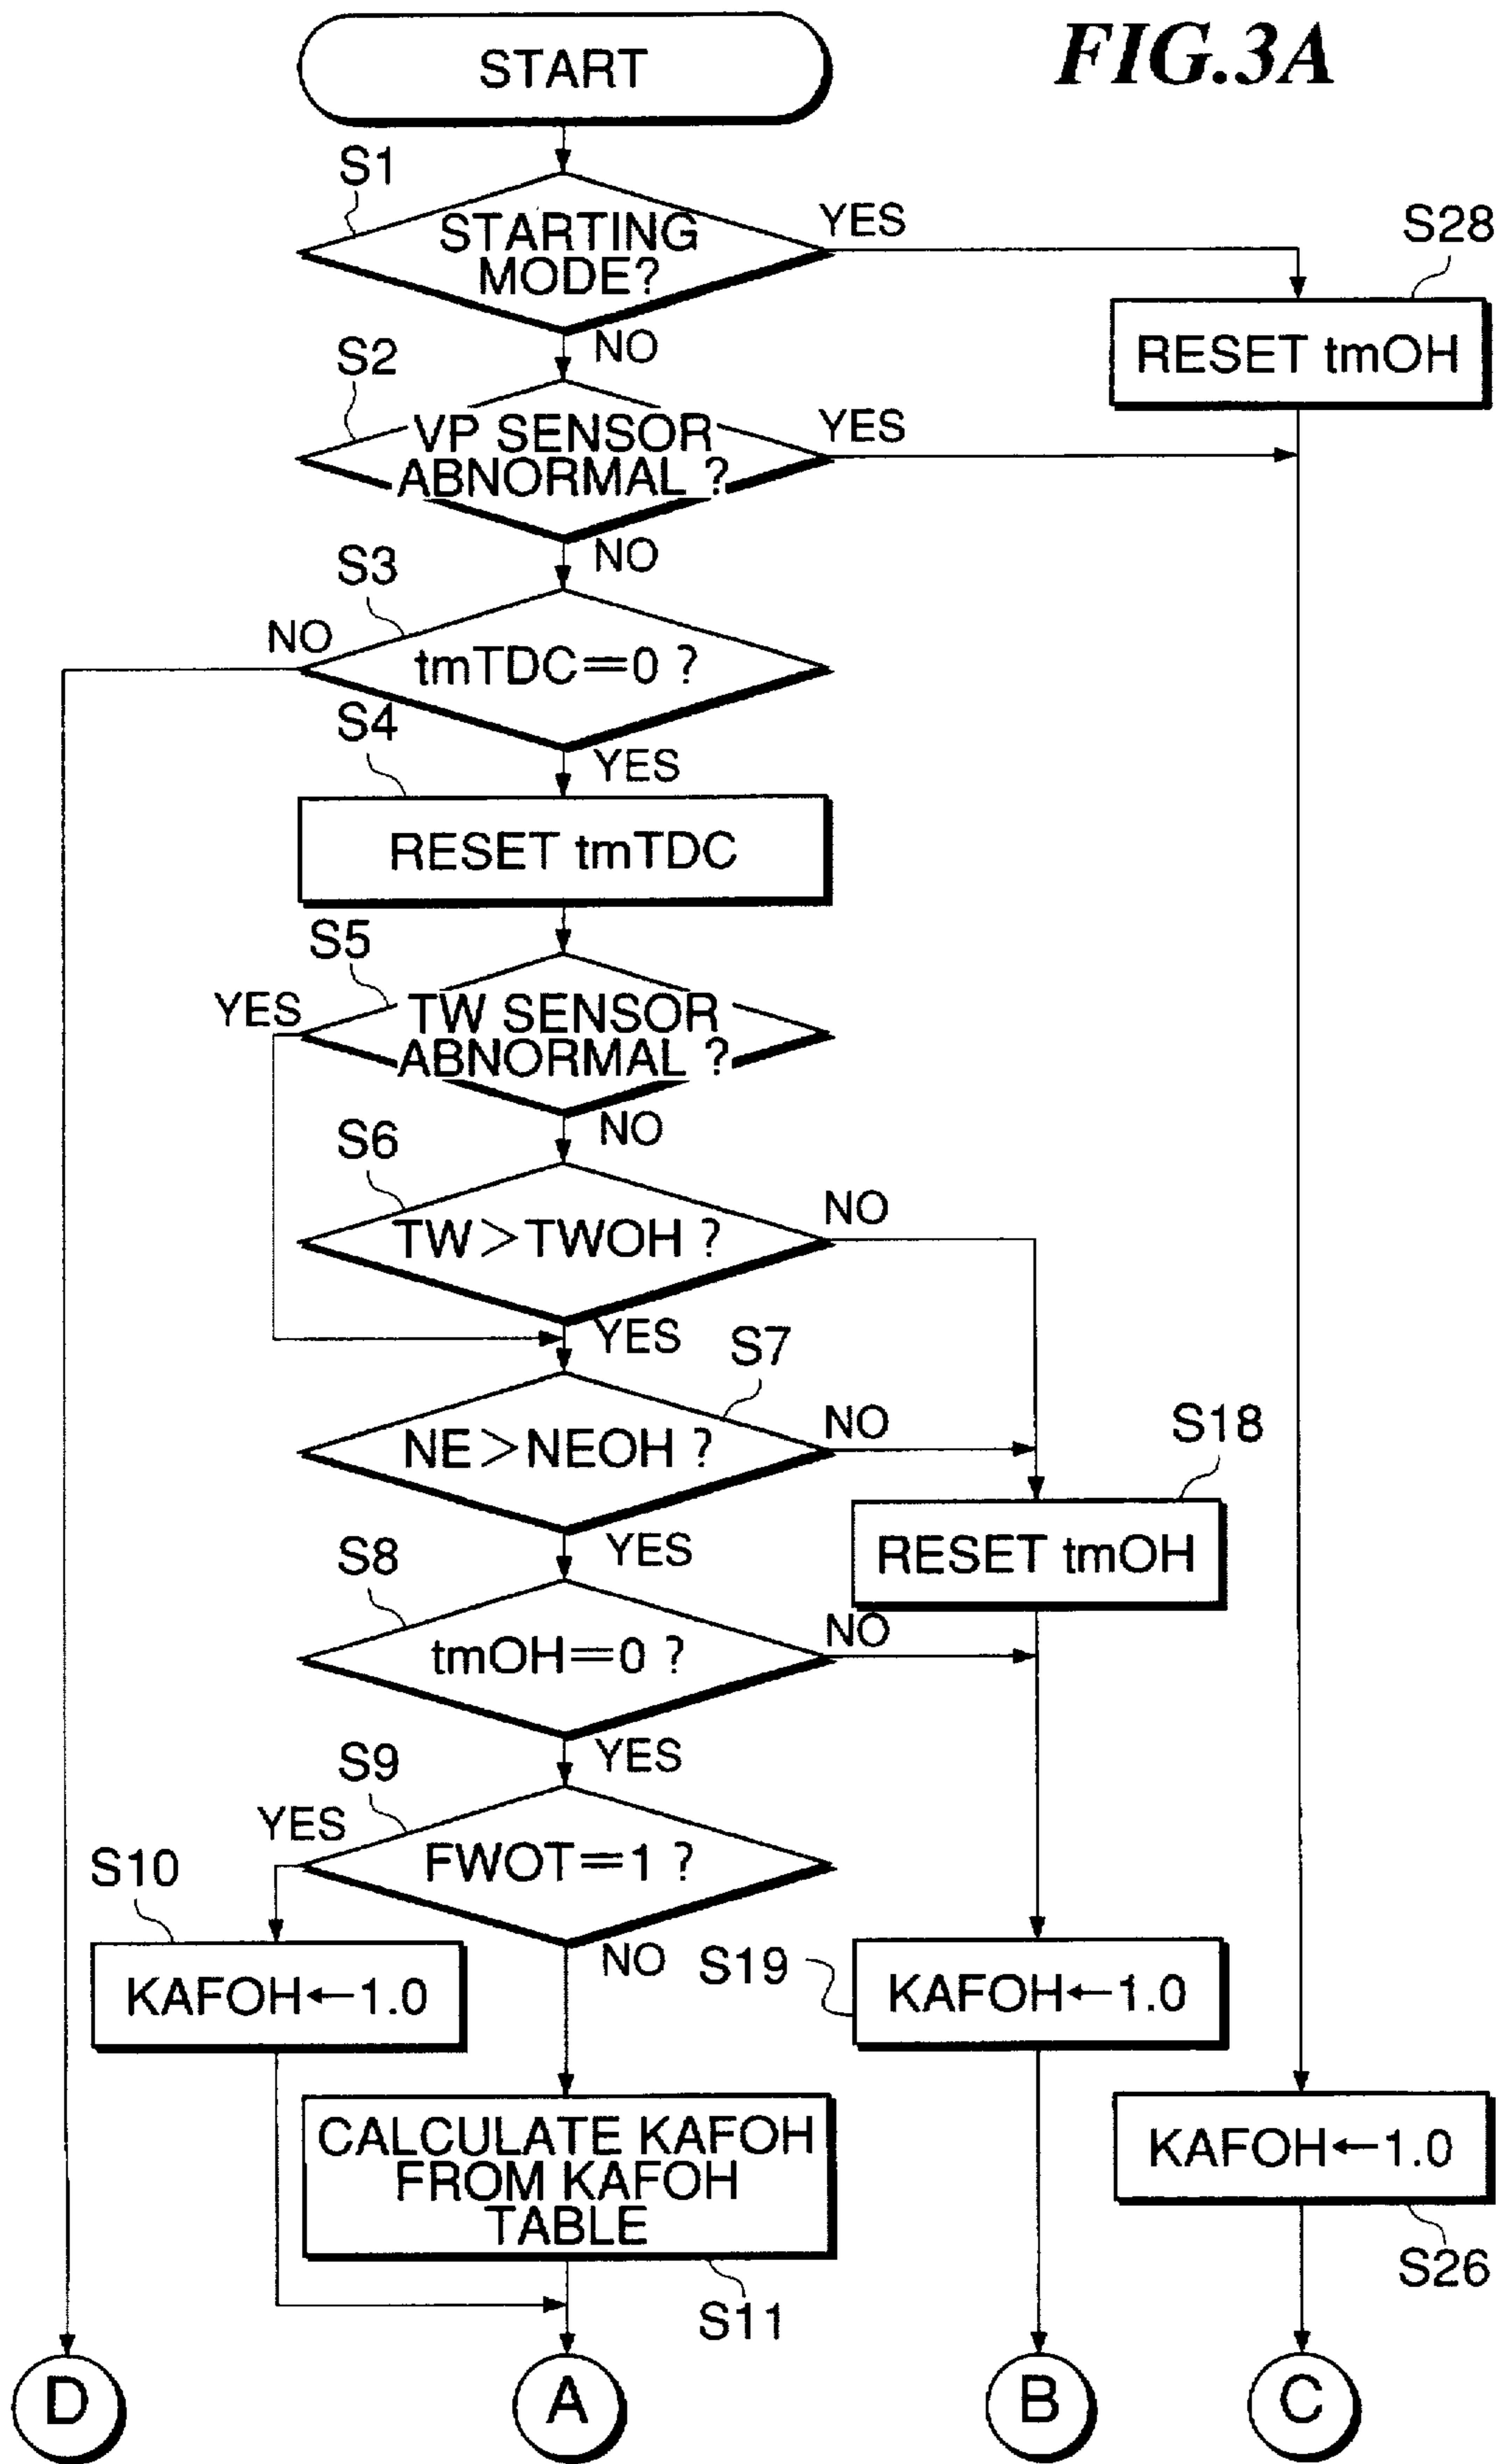 FIG.3A
START
S1
STARTING
MODE?
YES
S28
RESET tmOH
NO
S2
VP SENSOR
ABNORMAL ?
YES
NO
S3
NO
tmTDC=0 ?
S4
YES
RESET tmTDC
S5
YES
TW SENSOR
ABNORMAL ?
NO
S6
TW>TWOH ?
NO
YES
S7
NE>NEOH ?
NO
S18
RESET tmOH
YES
S8
tmOH=0 ?
NO
YES
S9
YES
FWOT=1 ?
S10
NO
KAFOH←1.0
S19
KAFOH←1.0
CALCULATE KAFOH
FROM KAFOH
TABLE
S11
KAFOH←1.0
S26
D
A
B
C